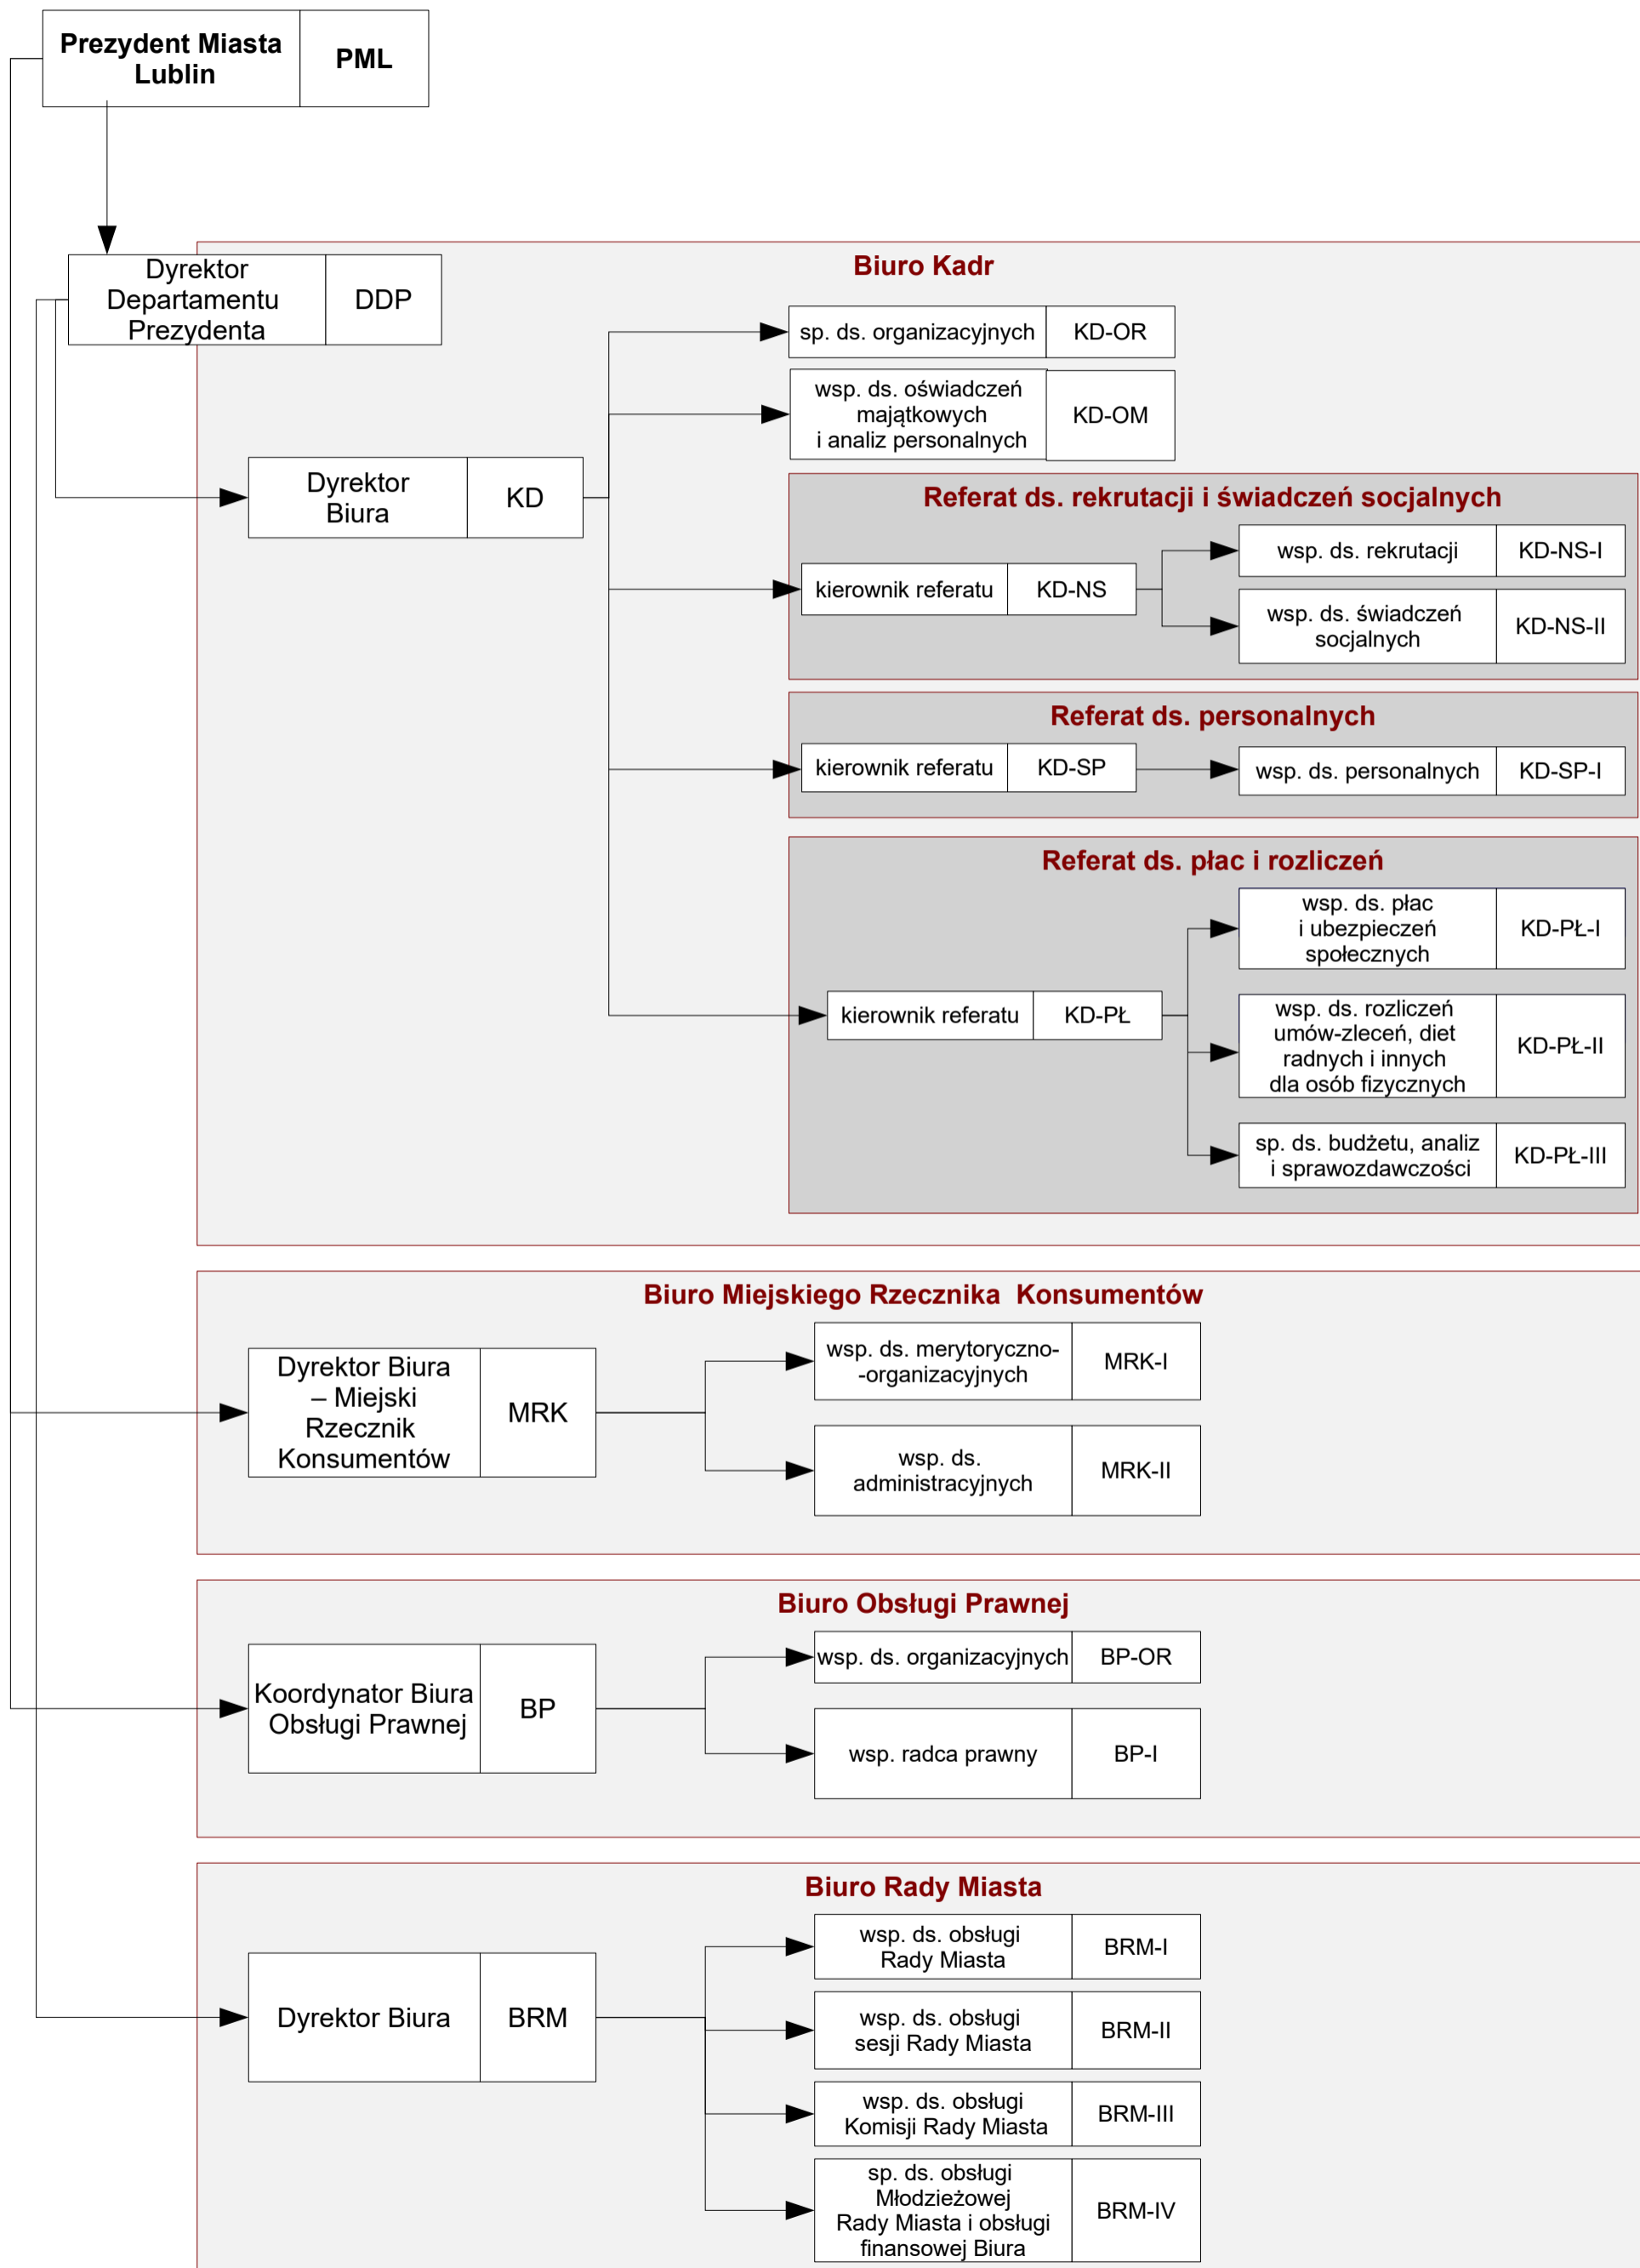 Prezydent Miasta
Lublin
PML
Dyrektor
Departamentu
Prezydenta
DDP
Biuro Kadr
sp. ds. organizacyjnych
KD-OR
wsp. ds. oświadczeń
majątkowych
i analiz personalnych
KD-OM
Dyrektor
Biura
KD
Referat ds. rekrutacji i świadczeń socjalnych
kierownik referatu
KD-NS
wsp. ds. rekrutacji
KD-NS-I
wsp. ds. świadczeń
socjalnych
KD-NS-II
Referat ds. personalnych
kierownik referatu
KD-SP
wsp. ds. personalnych
KD-SP-I
Referat ds. płac i rozliczeń
kierownik referatu
KD-PŁ
wsp. ds. płac
i ubezpieczeń
społecznych
KD-PŁ-I
wsp. ds. rozliczeń
umów-zleceń, diet
radnych i innych
dla osób fizycznych
KD-PŁ-II
sp. ds. budżetu, analiz
i sprawozdawczości
KD-PŁ-III
Biuro Miejskiego Rzecznika Konsumentów
Dyrektor Biura
– Miejski
Rzecznik
Konsumentów
MRK
wsp. ds. merytoryczno-
-organizacyjnych
MRK-I
wsp. ds.
administracyjnych
MRK-II
Biuro Obsługi Prawnej
Koordynator Biura
Obsługi Prawnej
BP
wsp. ds. organizacyjnych
BP-OR
wsp. radca prawny
BP-I
Biuro Rady Miasta
Dyrektor Biura
BRM
wsp. ds. obsługi
Rady Miasta
BRM-I
wsp. ds. obsługi
sesji Rady Miasta
BRM-II
wsp. ds. obsługi
Komisji Rady Miasta
BRM-III
sp. ds. obsługi
Młodzieżowej
Rady Miasta i obsługi
finansowej Biura
BRM-IV